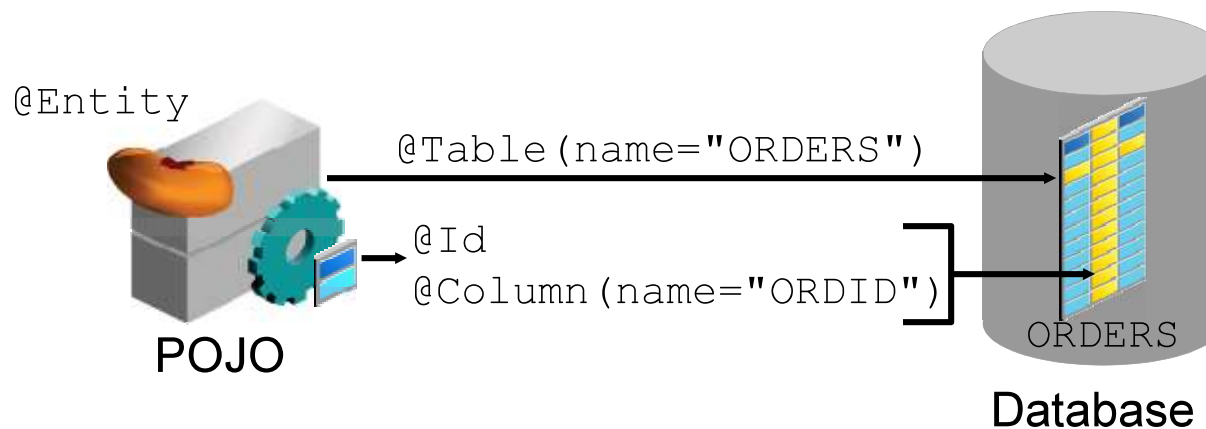 @Entity
@Table(name="ORDERS")
@Id
@Column(name="ORDID")
ORDERS
POJO
Database